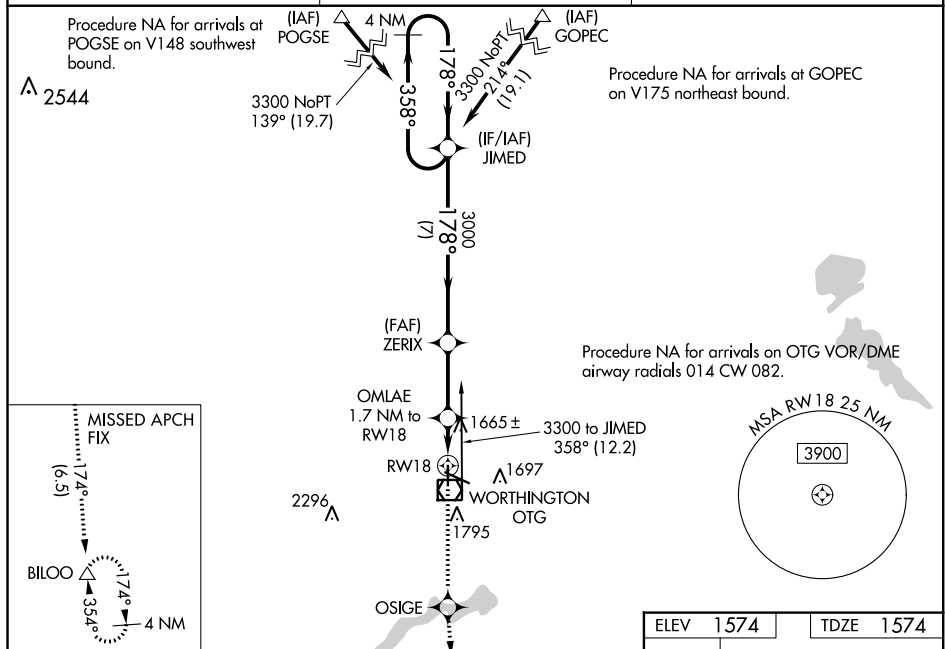 Procedure NA for arrivals at
POGSE on V148 southwest
bound.
2544
(IAF)
POGSE
4 NM
(IAF)
GOPEC
3300 NoPT
139° (19.7)
358°
178°
3300 NoPT
214°
(19.1)
Procedure NA for arrivals at GOPEC
on V175 northeast bound.
(IF/IAF)
JIMED
3000
178°
(7)
(FAF)
ZERIX
Procedure NA for arrivals on OTG VOR/DME
airway radials 014 CW 082.
OMLAE
1.7 NM to
RW18
1665 ±
3300 to JIMED
358° (12.2)
RW18
1697
WORTHINGTON
OTG
2296
1795
OSIGE
MSA RW18 25 NM
3900
MISSED APCH
FIX
174°
(6.5)
BILOO
174°
354°
4 NM
ELEV 1574
TDZE 1574